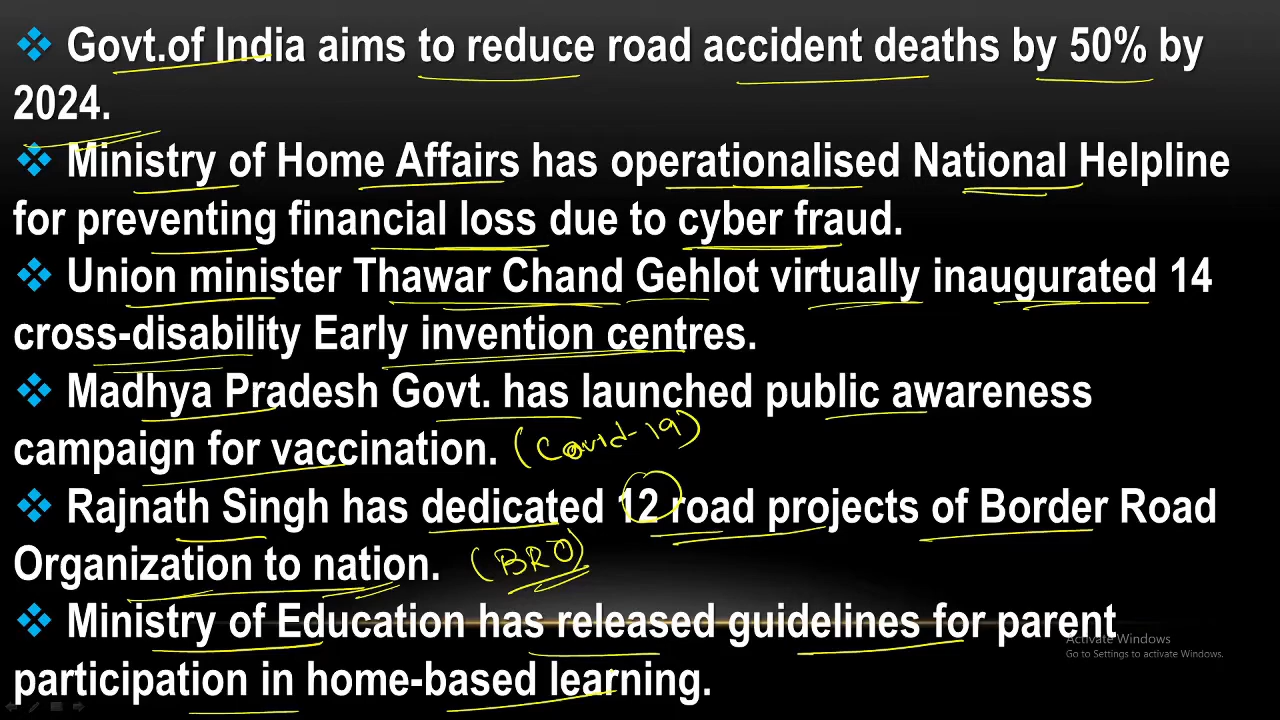 ❖ Govt.of India aims to reduce road accident deaths by 50% by
2024.
❖ Ministry of Home Affairs has operationalised National Helpline
for preventing financial loss due to cyber fraud.
❖ Union minister Thawar Chand Gehlot virtually inaugurated 14
cross-disability Early invention centres.
❖ Madhya Pradesh Govt. has launched public awareness
campaign for vaccination. (Covid-19)
❖ Rajnath Singh has dedicated 12 road projects of Border Road
Organization to nation. (BRO)
❖ Ministry of Education has released guidelines for parent
participation in home-based learning.
Activate Windows
Go to Settings to activate Windows.